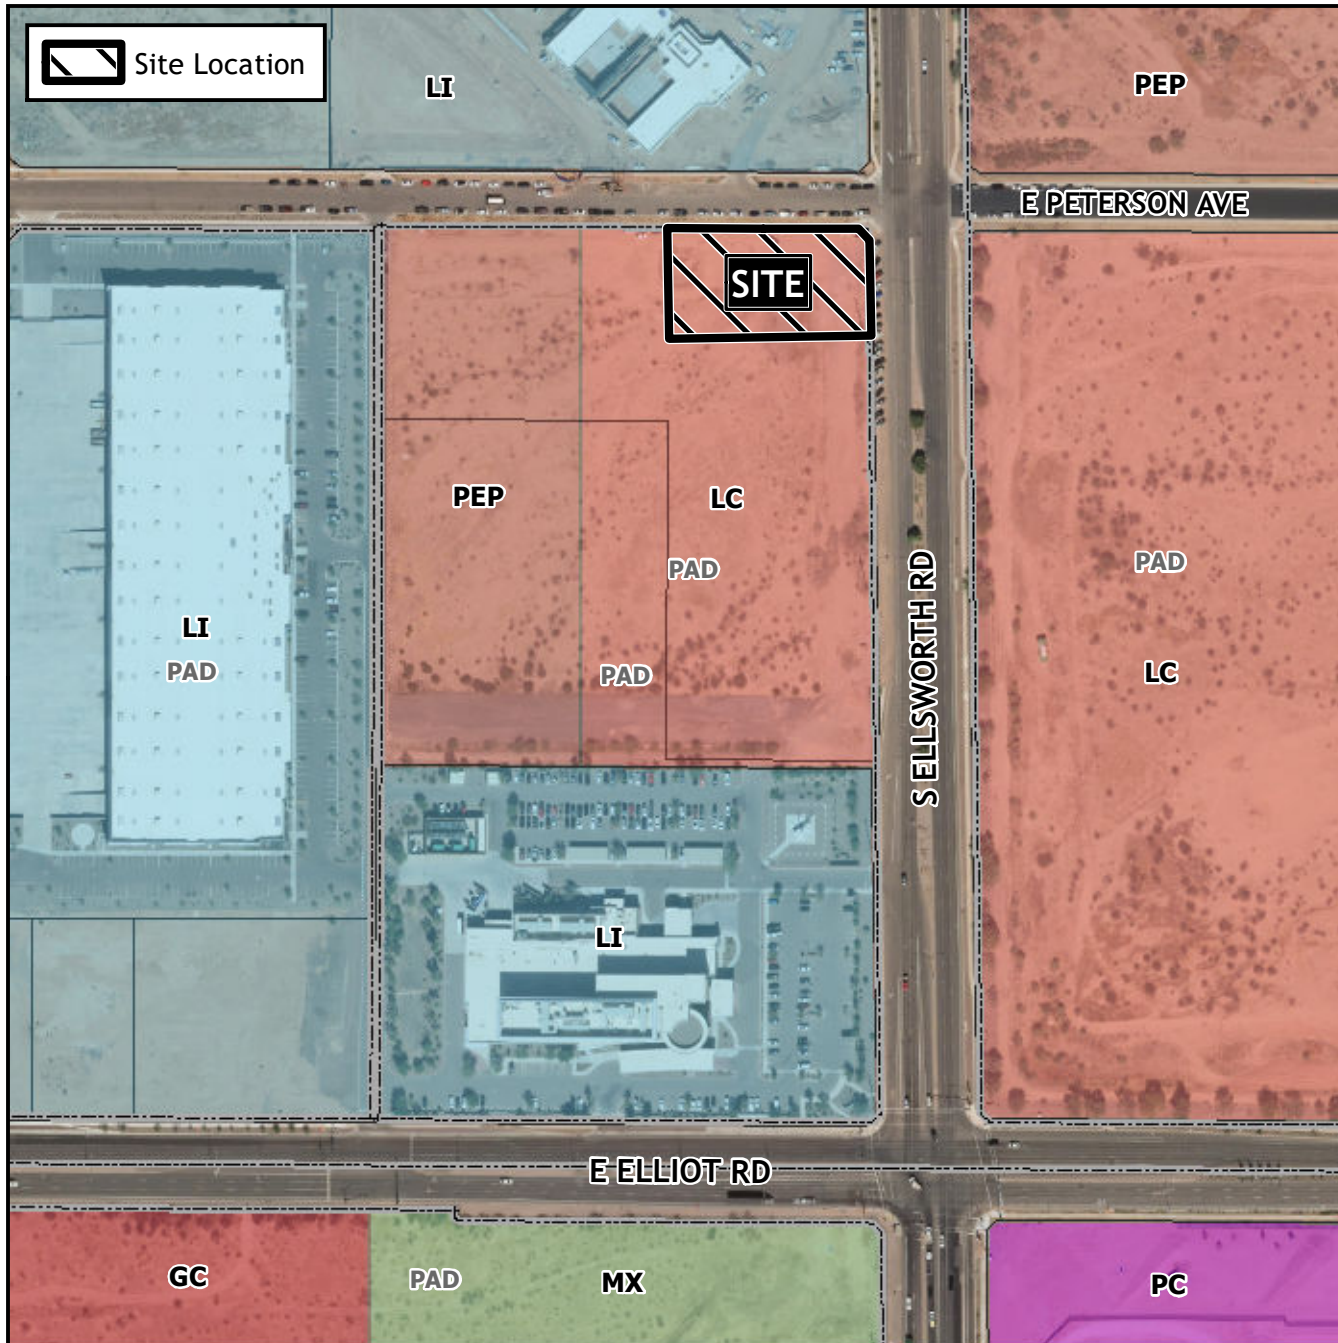 Site Location
LI
PEP
E PETERSON AVE
SITE
PEP
LC
PAD
PAD
S ELLSWORTH RD
LI
PAD
PAD
LC
LI
E ELLIOT RD
GC
PAD
MX
PC